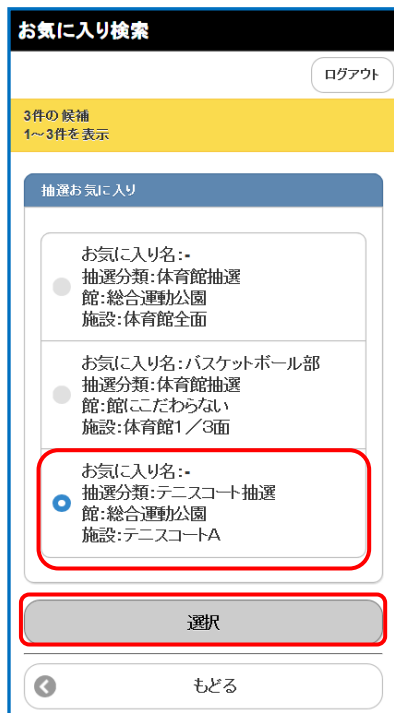 お気に入り検索
ログアウト
3件の候補
1～3件を表示
抽選お気に入り
お気に入り名:-
抽選分類:体育館抽選
館:総合運動公園
施設:体育館全面
お気に入り名:バスケットボール部
抽選分類:体育館抽選
館:館にこだわらない
施設:体育館1／3面
お気に入り名:-
抽選分類:テニスコート抽選
館:総合運動公園
施設:テニスコートA
選択
もどる